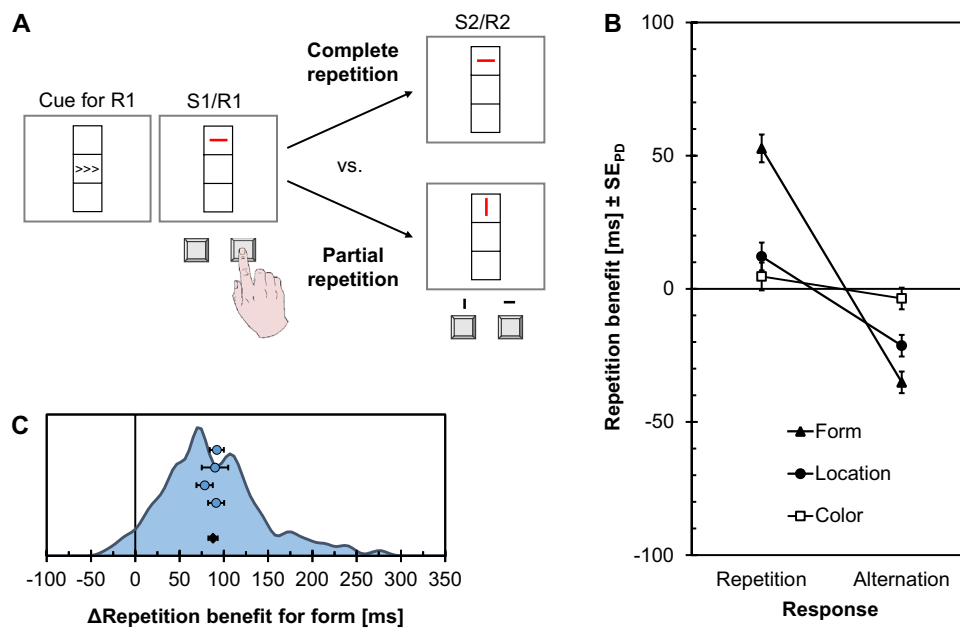 A
Cue for R1
>>>
S1/R1
Complete
repetition
vs.
Partial
repetition
S2/R2
B
Repetition benefit [ms] ± SE_PD
100
50
0
-50
-100
Form
Location
Color
Repetition
Alternation
Response
C
-100
-50
0
50
100
150
200
250
300
350
ΔRepetition benefit for form [ms]